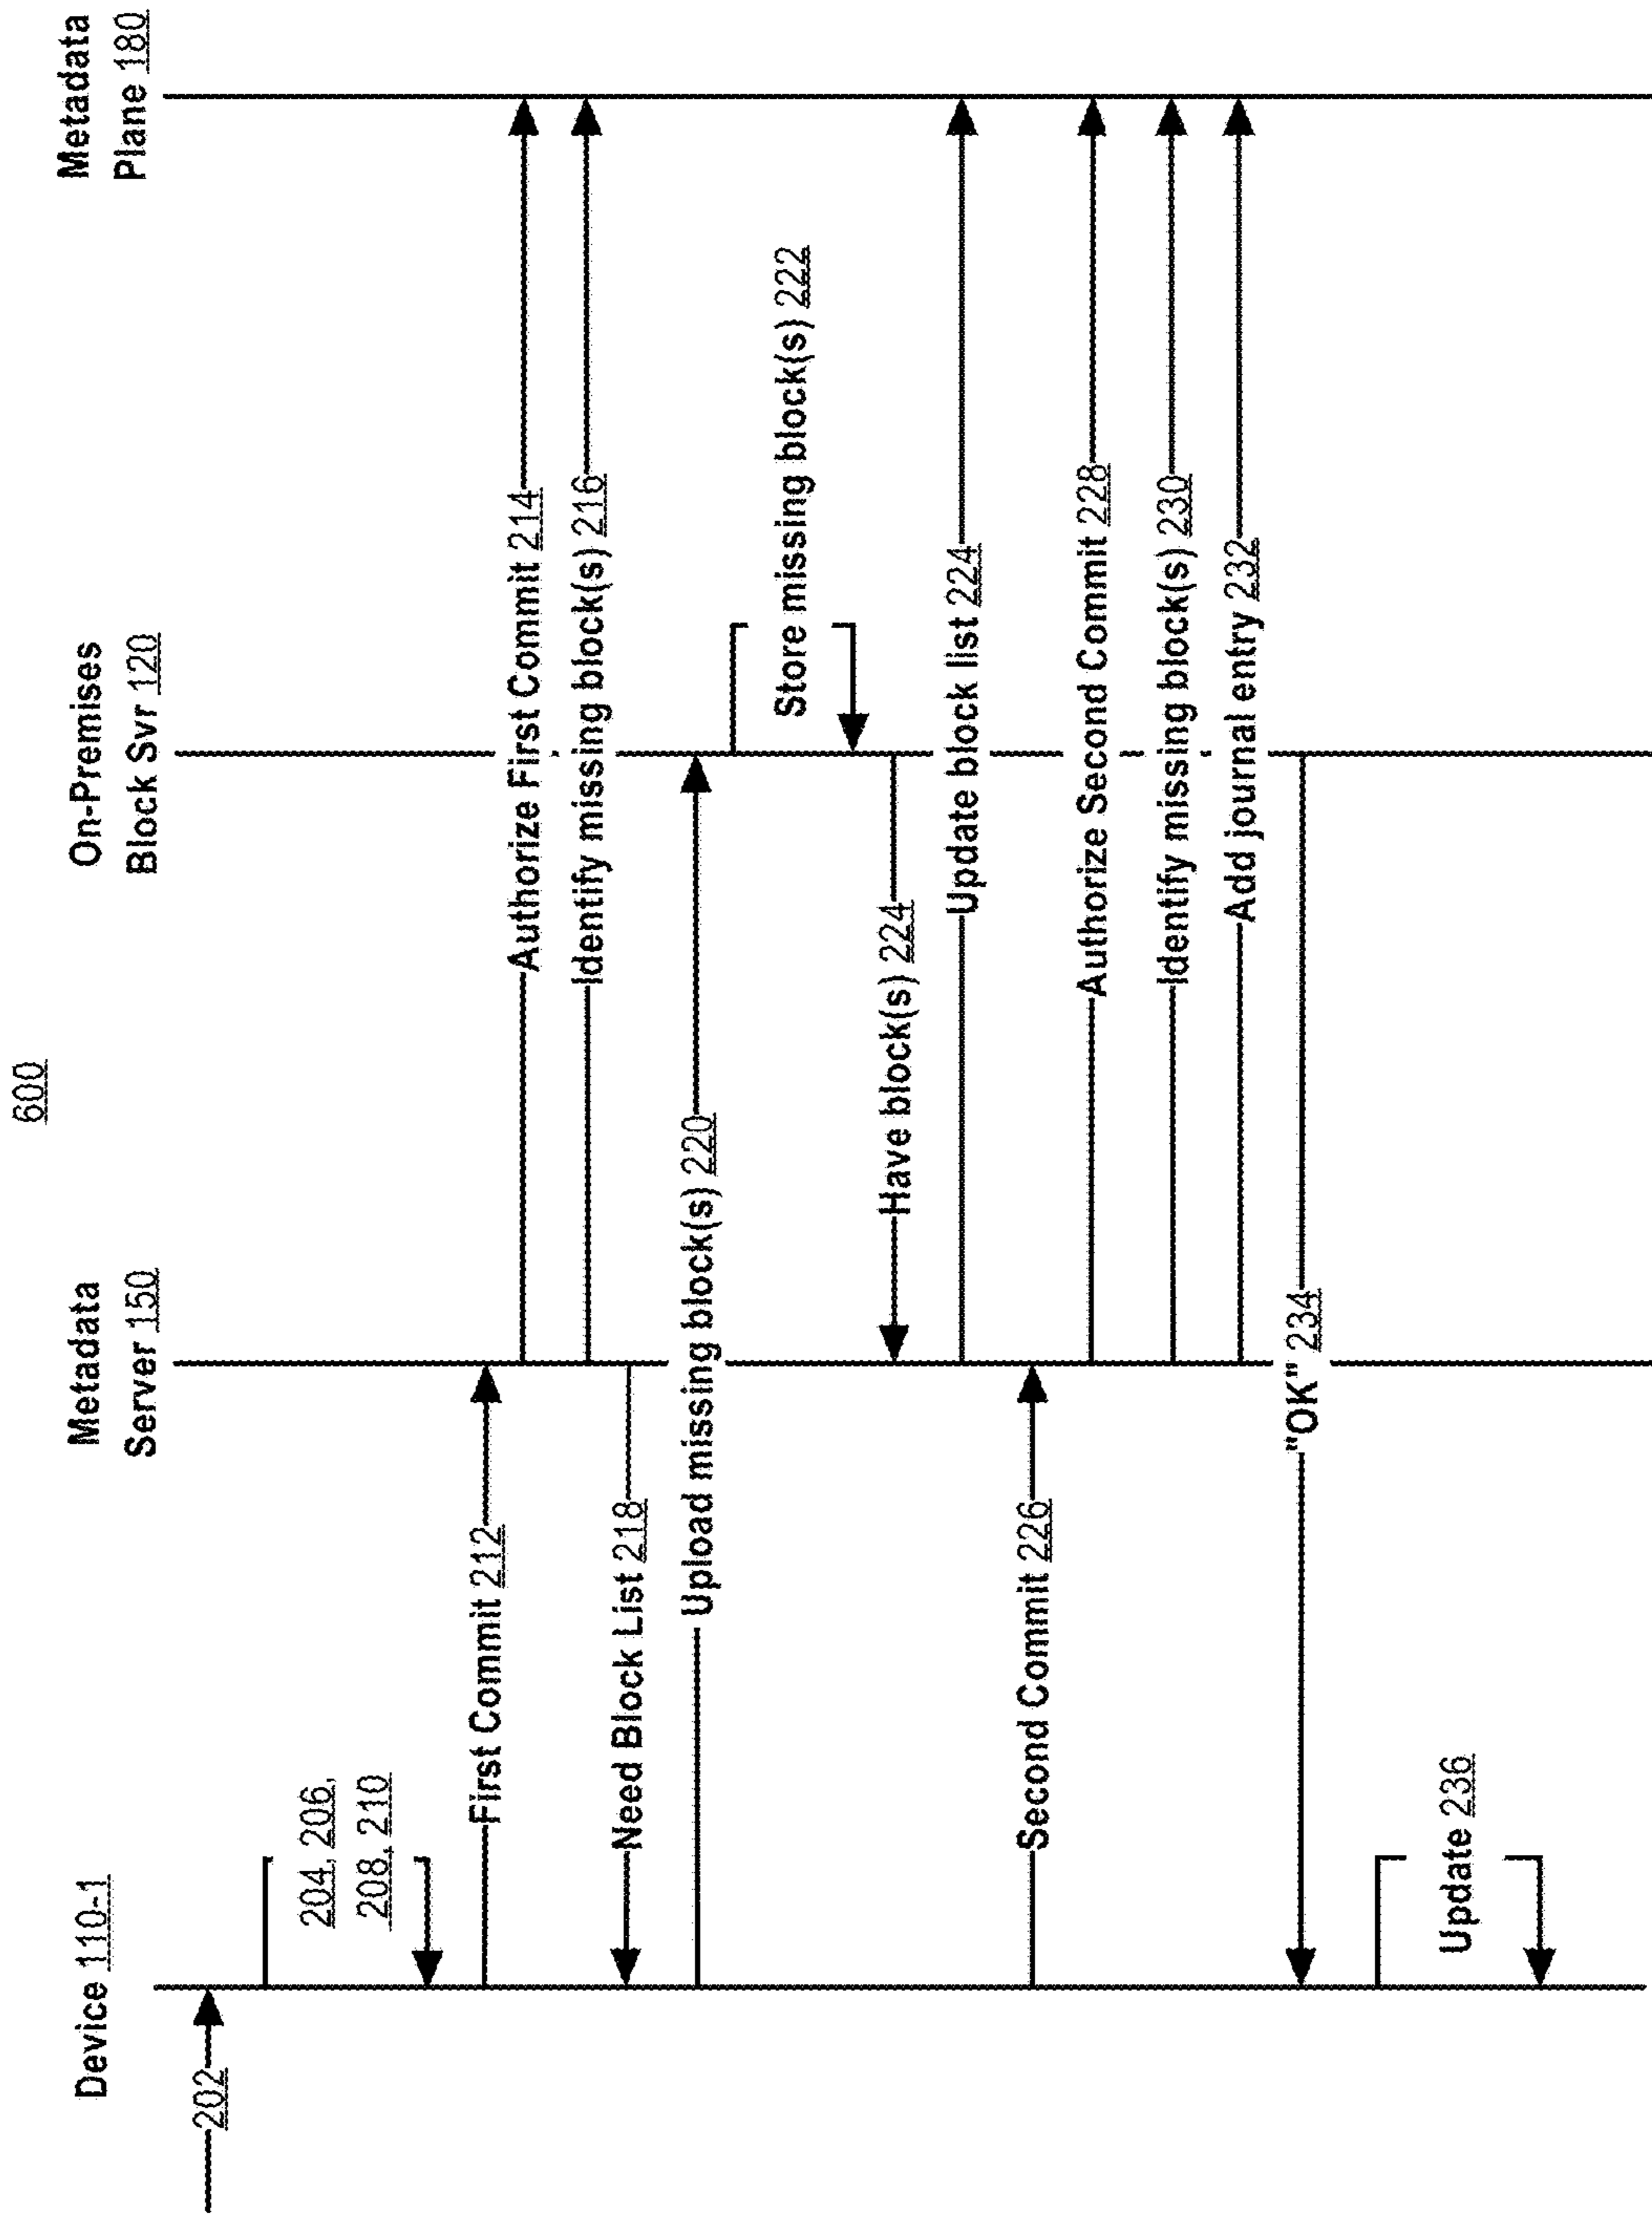 600
Device 110-1
Metadata
Server 150
On-Premises
Block Svr 120
Metadata
Plane 180
202
204, 206,
208, 210
First Commit 212
Authorize First Commit 214
Identify missing block(s) 216
Need Block List 218
Upload missing block(s) 220
Store missing block(s) 222
Have block(s) 224
Update block list 224
Second Commit 226
Authorize Second Commit 228
Identify missing block(s) 230
Add journal entry 232
"OK" 234
Update 236